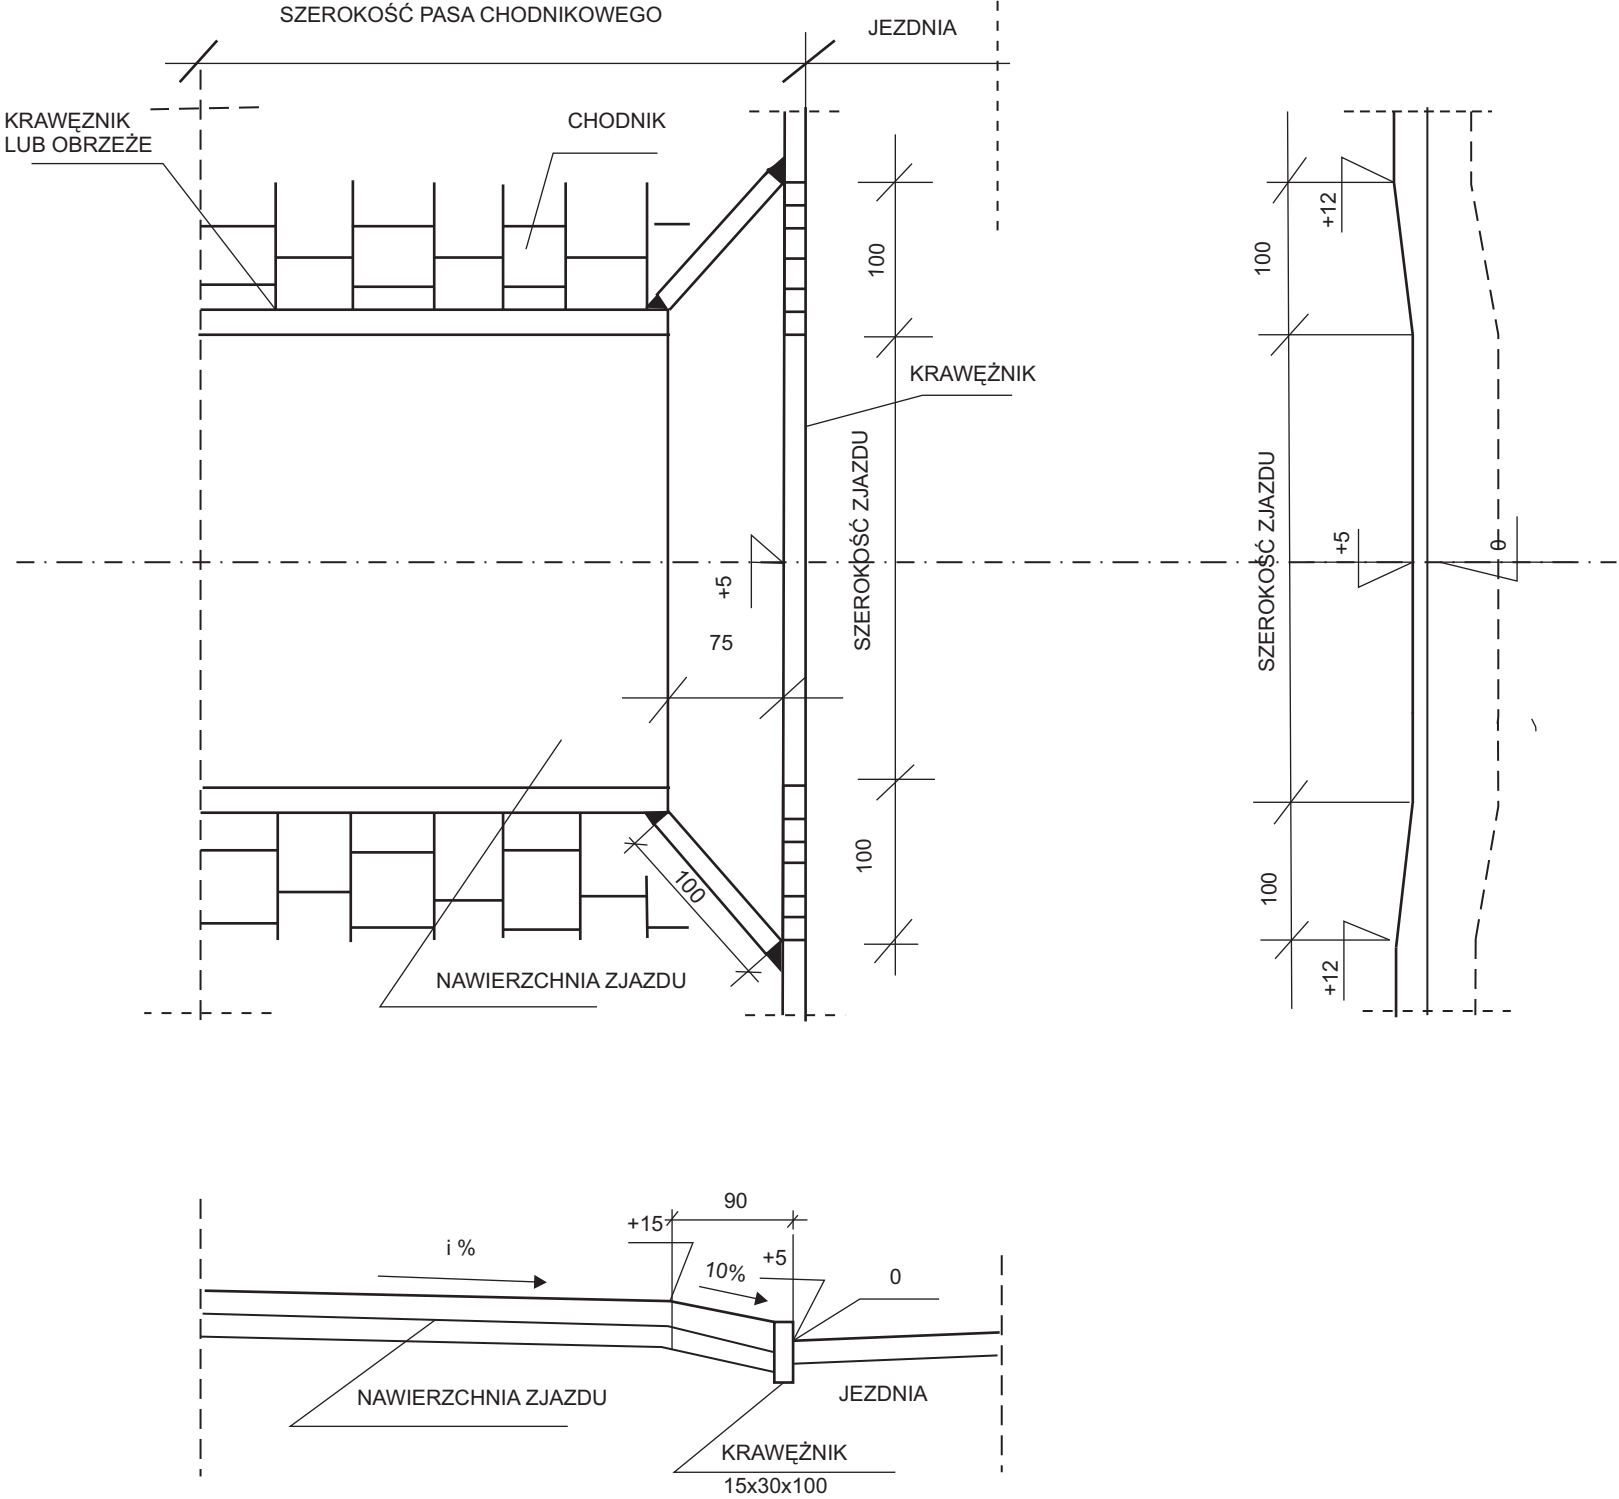 SZEROKOŚĆ PASA CHODNIKOWEGO
JEZDNIA
KRAWĘZNIK
LUB OBRZEŻE
CHODNIK
100
KRAWĘŻNIK
SZEROKOŚĆ ZJAZDU
+5
75
100
100
NAWIERZCHNIA ZJAZDU
+12
100
SZEROKOŚĆ ZJAZDU
+5
0
100
+12
90
+15
i %
10%
+5
0
NAWIERZCHNIA ZJAZDU
JEZDNIA
KRAWĘŻNIK
15x30x100